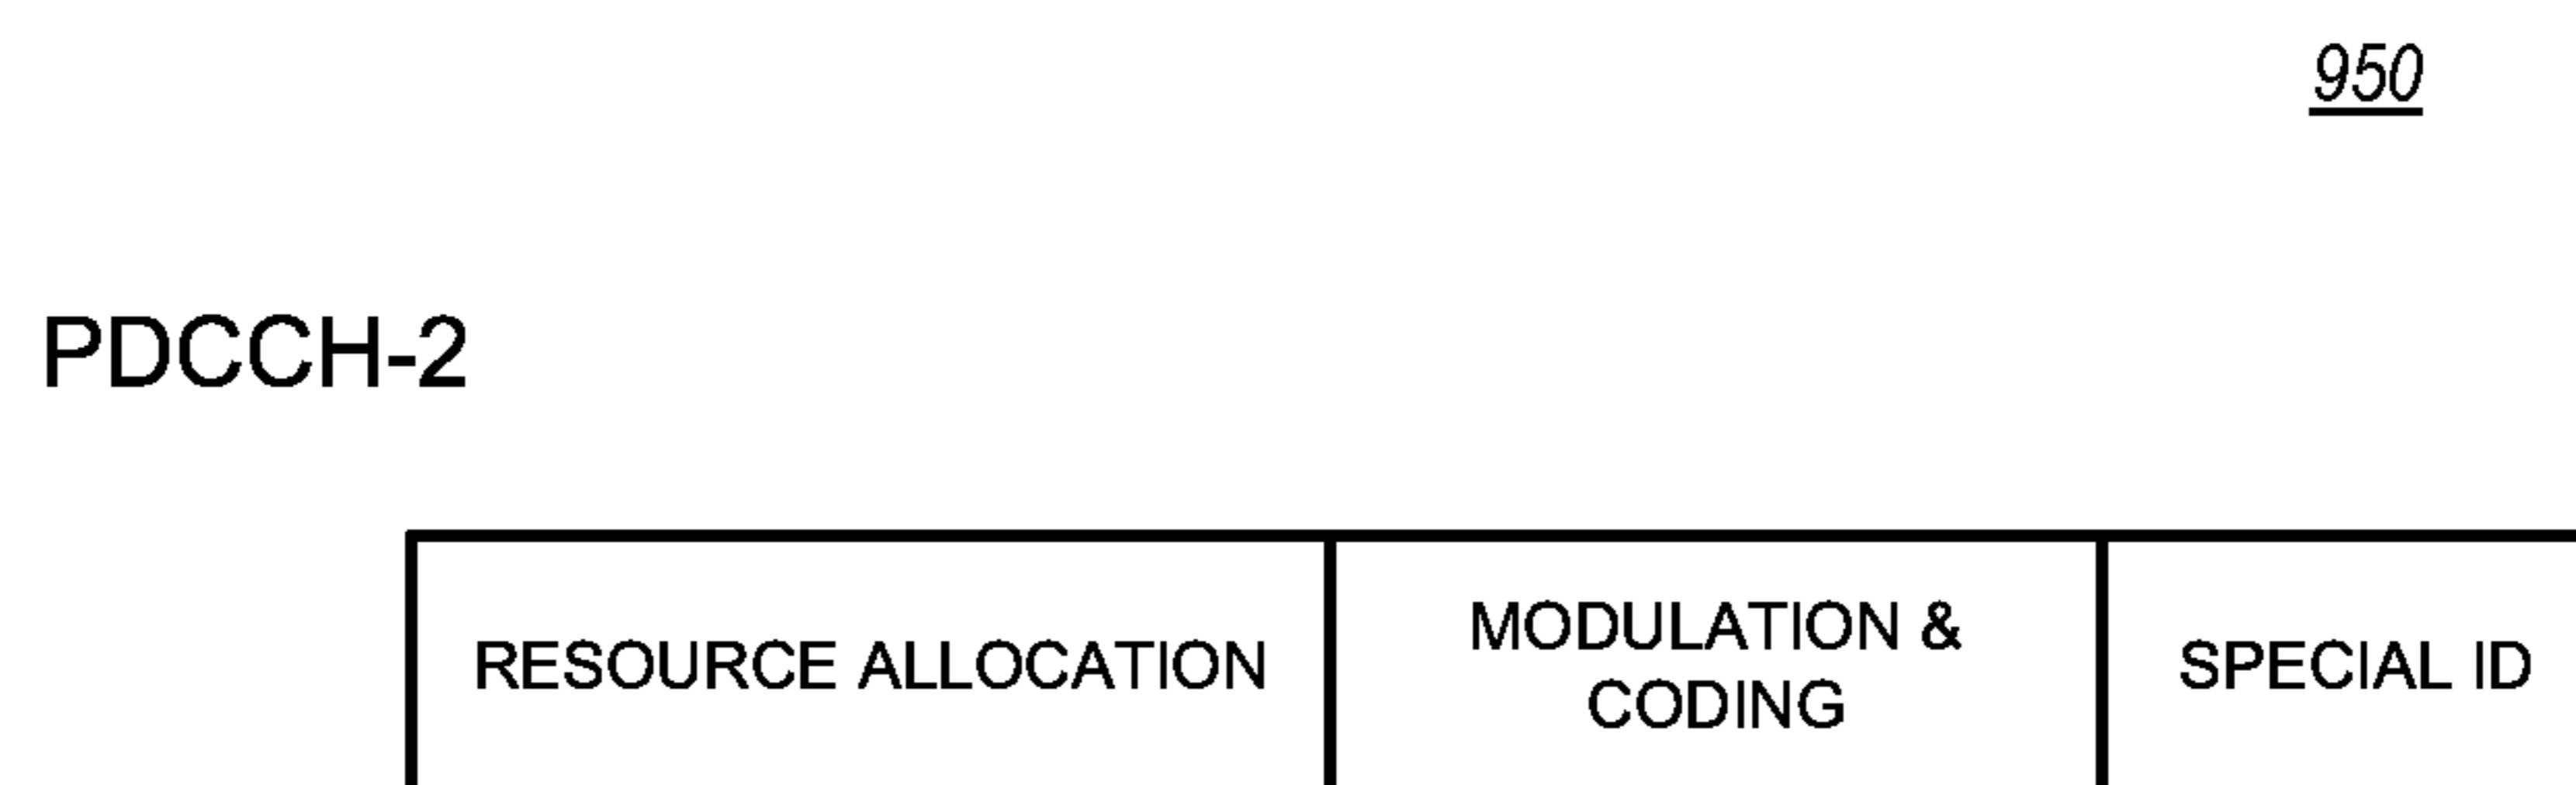 950
PDCCH-2
RESOURCE ALLOCATION
MODULATION &
CODING
SPECIAL ID